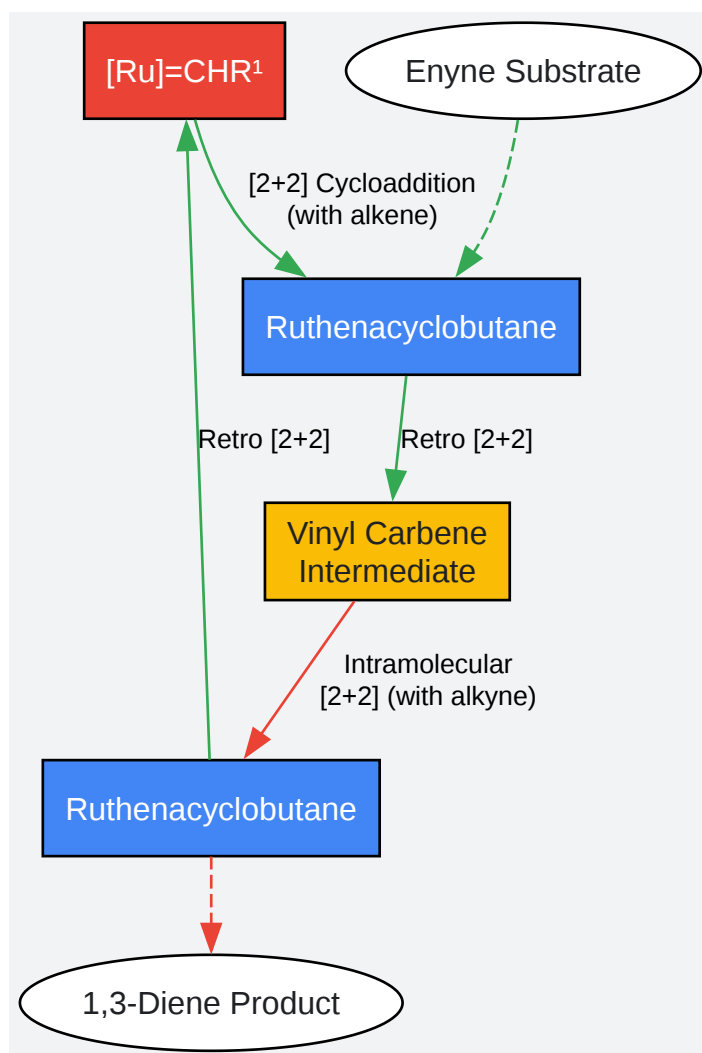 [Ru]=CHR¹
Enyne Substrate
[2+2] Cycloaddition
(with alkene)
Ruthenacyclobutane
Retro [2+2]
Retro [2+2]
Vinyl Carbene
Intermediate
Intramolecular
[2+2] (with alkyne)
Ruthenacyclobutane
1,3-Diene Product